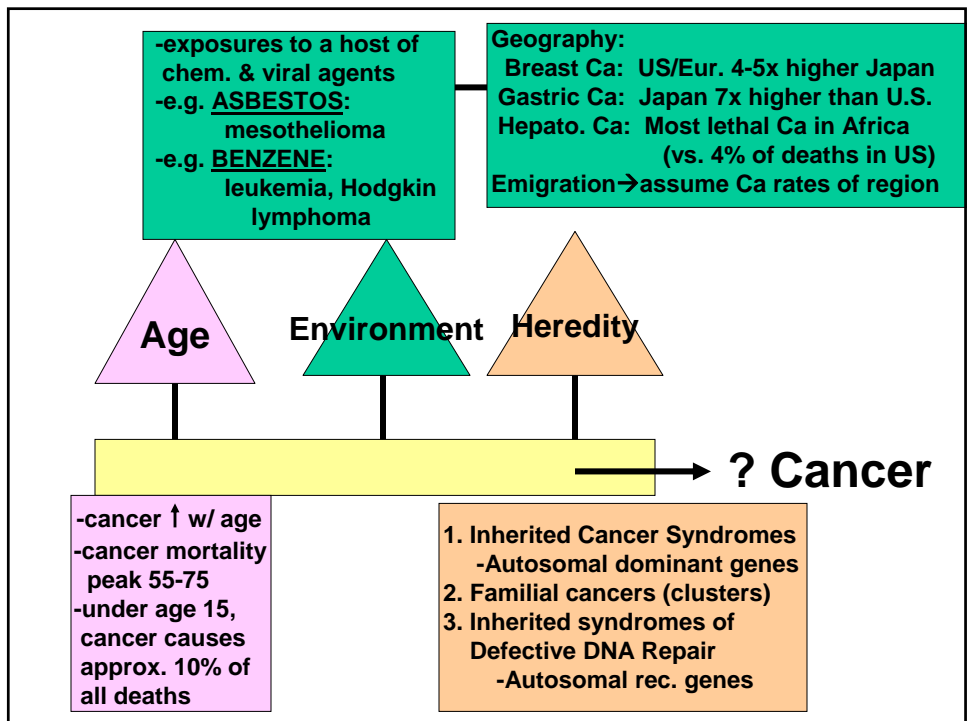 -exposures to a host of
chem. & viral agents
-e.g. ASBESTOS:
mesothelioma
-e.g. BENZENE:
leukemia, Hodgkin
lymphoma
Geography:
Breast Ca: US/Eur. 4-5x higher Japan
Gastric Ca: Japan 7x higher than U.S.
Hepato. Ca: Most lethal Ca in Africa
(vs. 4% of deaths in US)
Emigration→assume Ca rates of region
Age
Environment
Heredity
? Cancer
-cancer ↑ w/ age
-cancer mortality
peak 55-75
-under age 15,
cancer causes
approx. 10% of
all deaths
1. Inherited Cancer Syndromes
-Autosomal dominant genes
2. Familial cancers (clusters)
3. Inherited syndromes of
Defective DNA Repair
-Autosomal rec. genes